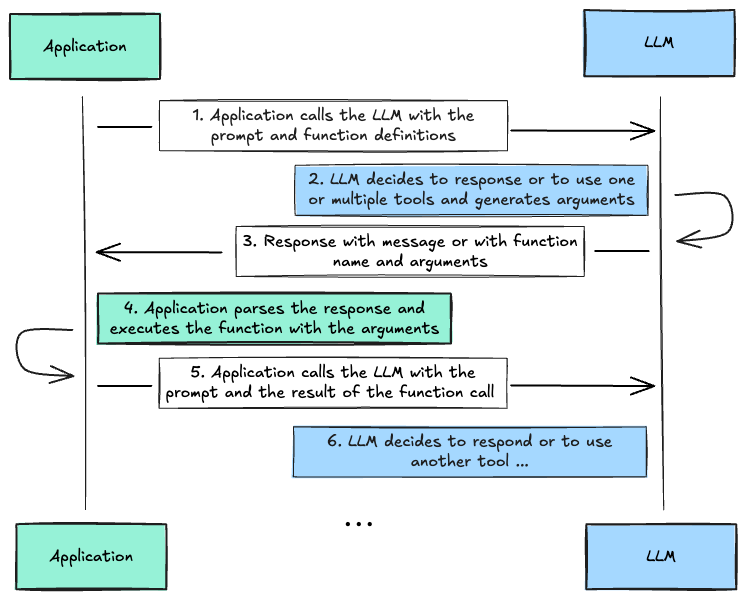 Application
LLM
1. Application calls the LLM with the
prompt and function definitions
2. LLM decides to response or to use one
or multiple tools and generates arguments
3. Response with message or with function
name and arguments
4. Application parses the response and
executes the function with the arguments
5. Application calls the LLM with the
prompt and the result of the function call
6. LLM decides to respond or to use
another tool ...
...
Application
LLM